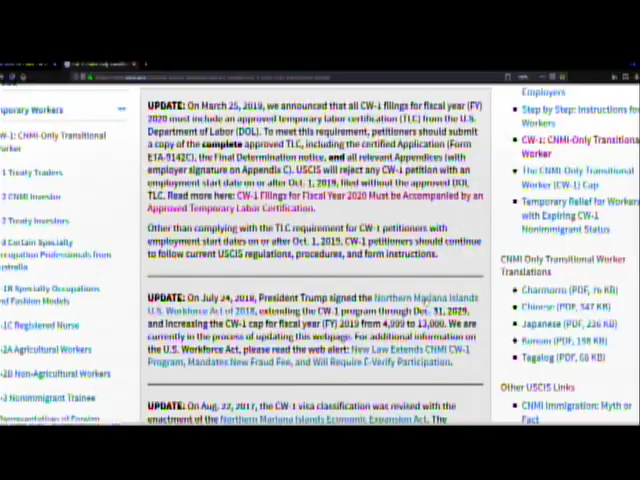 mporary Workers
W-1: CNMI-Only Transitional
orker
1 Treaty Traders
2 CNMI Investor
2 Treaty Investors
3 Certain Specialty
ccupation Professionals from
ustralia
-1B Specialty Occupations
nd Fashion Models
-1C Registered Nurse
-2A Agricultural Workers
-2B Non-Agricultural Workers
-3 Nonimmigrant Trainee
UPDATE: On March 25, 2019, we announced that all CW-1 filings for fiscal year (FY)
2020 must include an approved temporary labor certification (TLC) from the U.S.
Department of Labor (DOL). To meet this requirement, petitioners should submit
a copy of the complete approved TLC, including the certified Application (Form
ETA-9142C), the Final Determination notice, and all relevant Appendices (with
employer signature on Appendix C). USCIS will reject any CW-1 petition with an
employment start date on or after Oct. 1, 2019, filed without the approved DOL
TLC. Read more here: CW-1 Filings for Fiscal Year 2020 Must Be Accompanied by an
Approved Temporary Labor Certification.
Other than complying with the TLC requirement for CW-1 petitioners with
employment start dates on or after Oct. 1, 2019, CW-1 petitioners should continue
to follow current USCIS regulations, procedures, and form instructions.
UPDATE: On July 24, 2018, President Trump signed the Northern Mariana Islands
U.S. Workforce Act of 2018, extending the CW-1 program through Dec. 31, 2029,
and increasing the CW-1 cap for fiscal year (FY) 2019 from 4,999 to 13,000. We are
currently in the process of updating this webpage. For additional information on
the U.S. Workforce Act, please read the web alert: New Law Extends CNMI CW-1
Program, Mandates New Fraud Fee, and Will Require E-Verify Participation.
UPDATE: On Aug. 22, 2017, the CW-1 visa classification was revised with the
enactment of the Northern Mariana Islands Economic Expansion Act. The
Employers
Step by Step: Instructions for
Workers
CW-1: CNMI-Only Transitional
Worker
The CNMI-Only Transitional
Worker (CW-1) Cap
Temporary Relief for Workers
with Expiring CW-1
Nonimmigrant Status
CNMI Only Transitional Worker
Translations
Chamorro (PDF, 76 KB)
Chinese (PDF, 347 KB)
Japanese (PDF, 226 KB)
Korean (PDF, 198 KB)
Tagalog (PDF, 68 KB)
Other USCIS Links
CNMI Immigration: Myth or
Fact